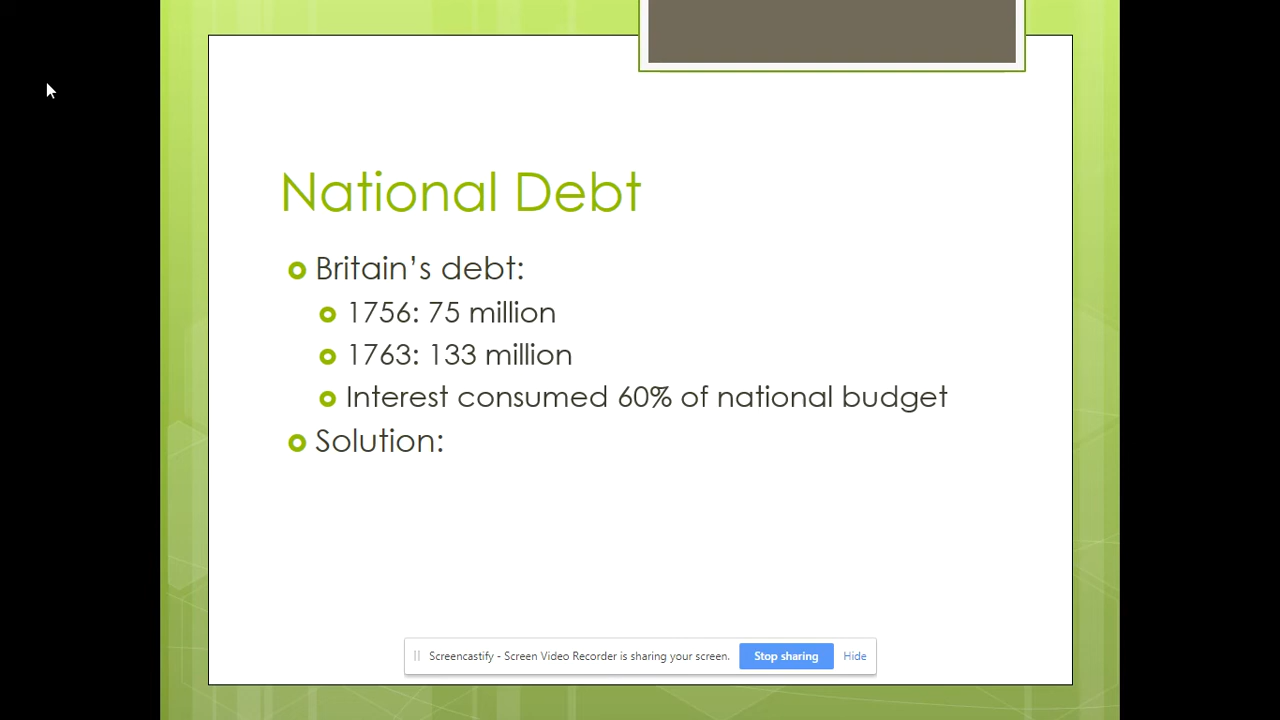 National Debt
Britain’s debt:
1756: 75 million
1763: 133 million
Interest consumed 60% of national budget
Solution:
Screencastify - Screen Video Recorder is sharing your screen. Stop sharing Hide